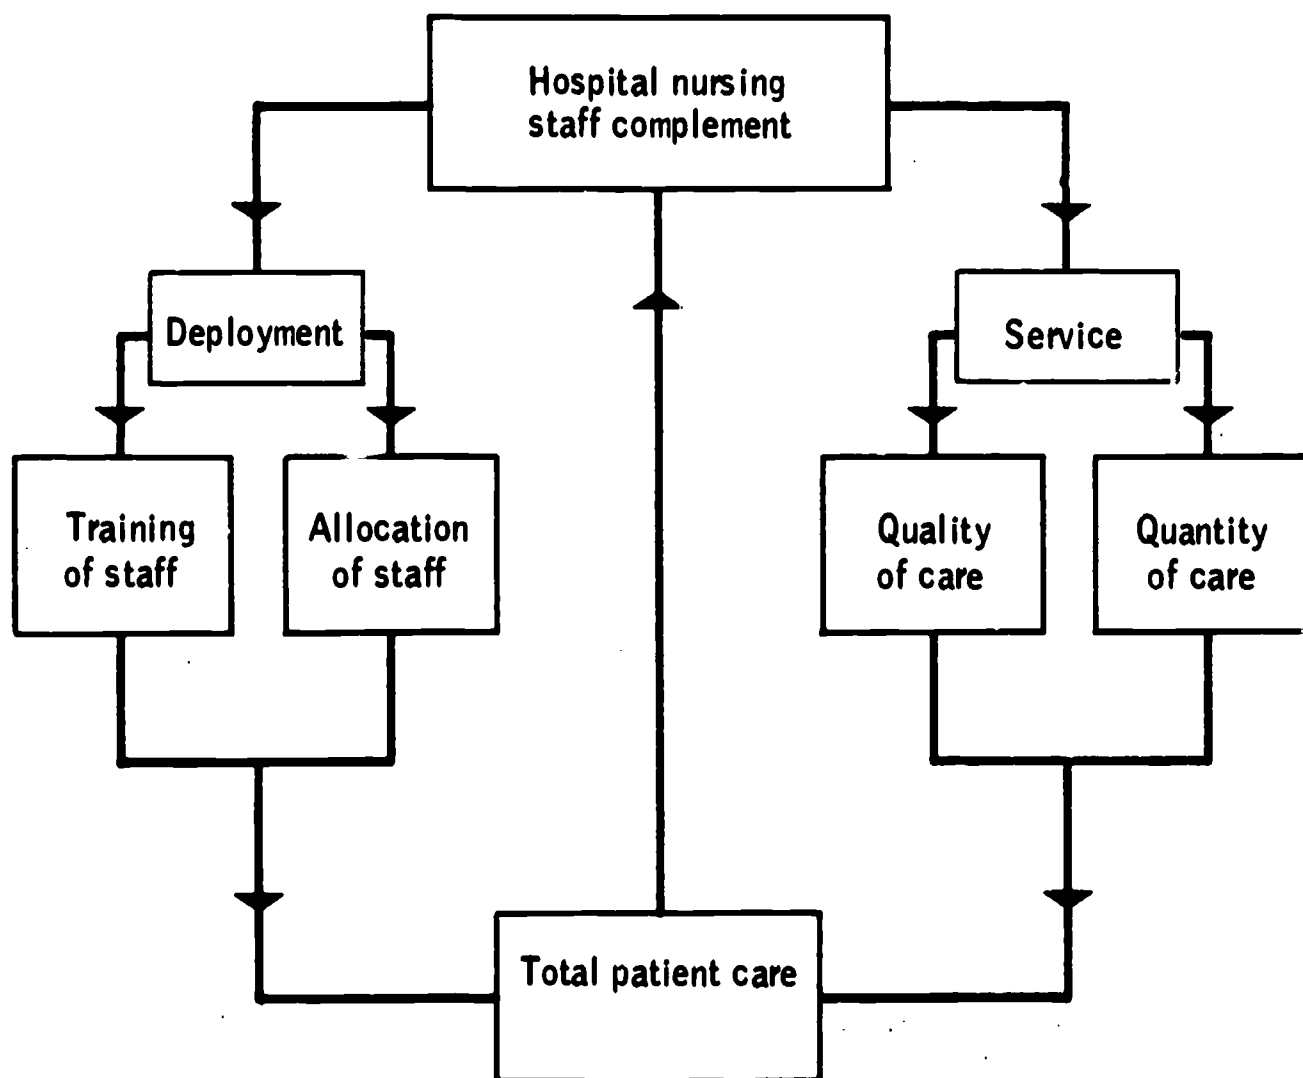 Hospital nursing
staff complement
Deployment
Service
Training
of staff
Allocation
of staff
Quality
of care
Quantity
of care
Total patient care